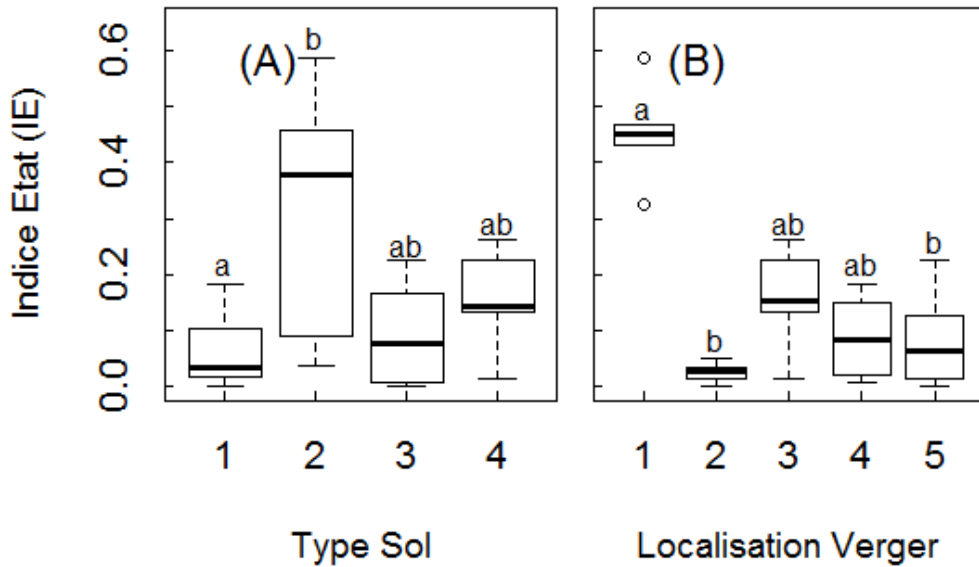 Indice Etat (IE)
0.0 0.2 0.4 0.6
(A)
a b ab ab
1 2 3 4
Type Sol
(B)
a b ab ab b
1 2 3 4 5
Localisation Verger